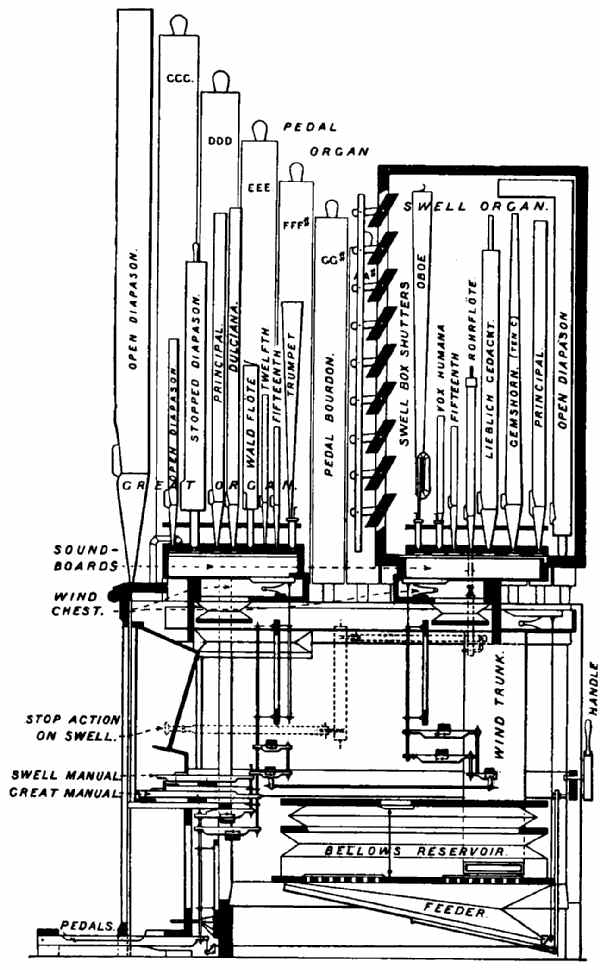 CCC.
DDD
EEE
FFF#
GG#
AA#
PEDAL
ORGAN
SWELL ORGAN.
OPEN DIAPASON.
OPEN DIAPASON
STOPPED DIAPASON.
PRINCIPAL
DULCIANA.
WALD FLÖTE
TWELFTH
FIFTEENTH
TRUMPET
PEDAL BOURDON.
SWELL BOX SHUTTERS
OBOE
VOX HUMANA
FIFTEENTH
ROHRFLÖTE
LIEBLICH GEDACKT.
GEMSHORN. (TEN C)
PRINCIPAL.
OPEN DIAPASON
GREAT ORGAN.
SOUND-
BOARDS
WIND
CHEST.
STOP ACTION
ON SWELL.
WIND TRUNK.
HANDLE
SWELL MANUAL
GREAT MANUAL
BELLOWS RESERVOIR.
FEEDER.
PEDALS.